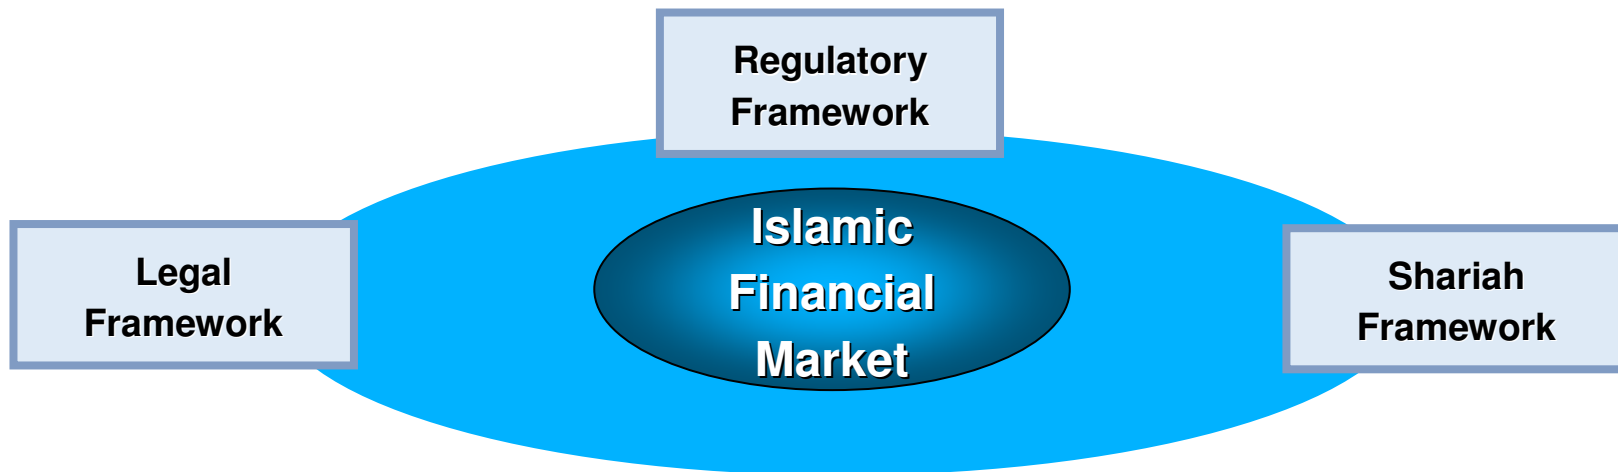 Regulatory
Framework
Islamic
Financial
Market
Legal
Framework
Shariah
Framework